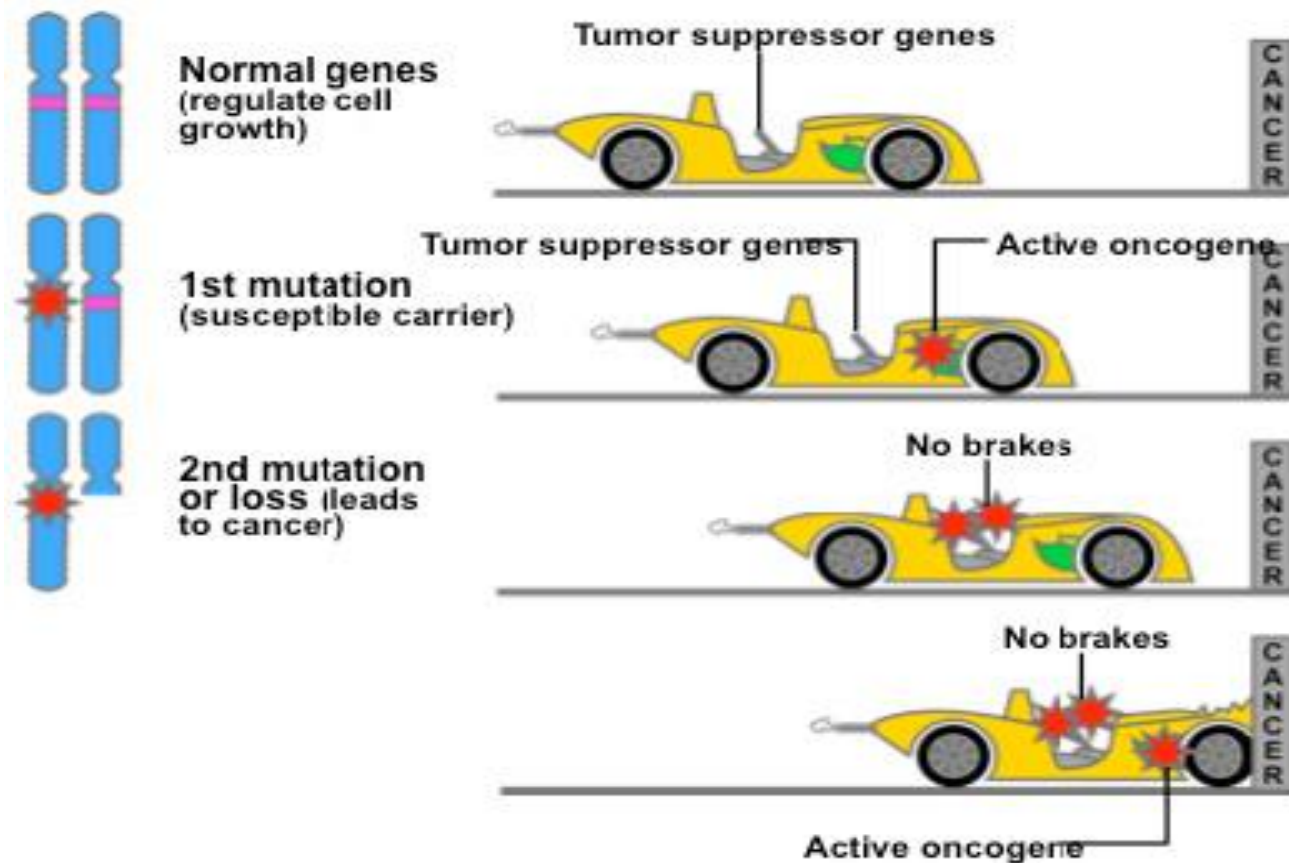 Normal genes
(regulate cell
growth)
Tumor suppressor genes
CANCER
1st mutation
(susceptible carrier)
Tumor suppressor genes
Active oncogene
CANCER
2nd mutation
or loss (leads
to cancer)
No brakes
CANCER
No brakes
CANCER
Active oncogene